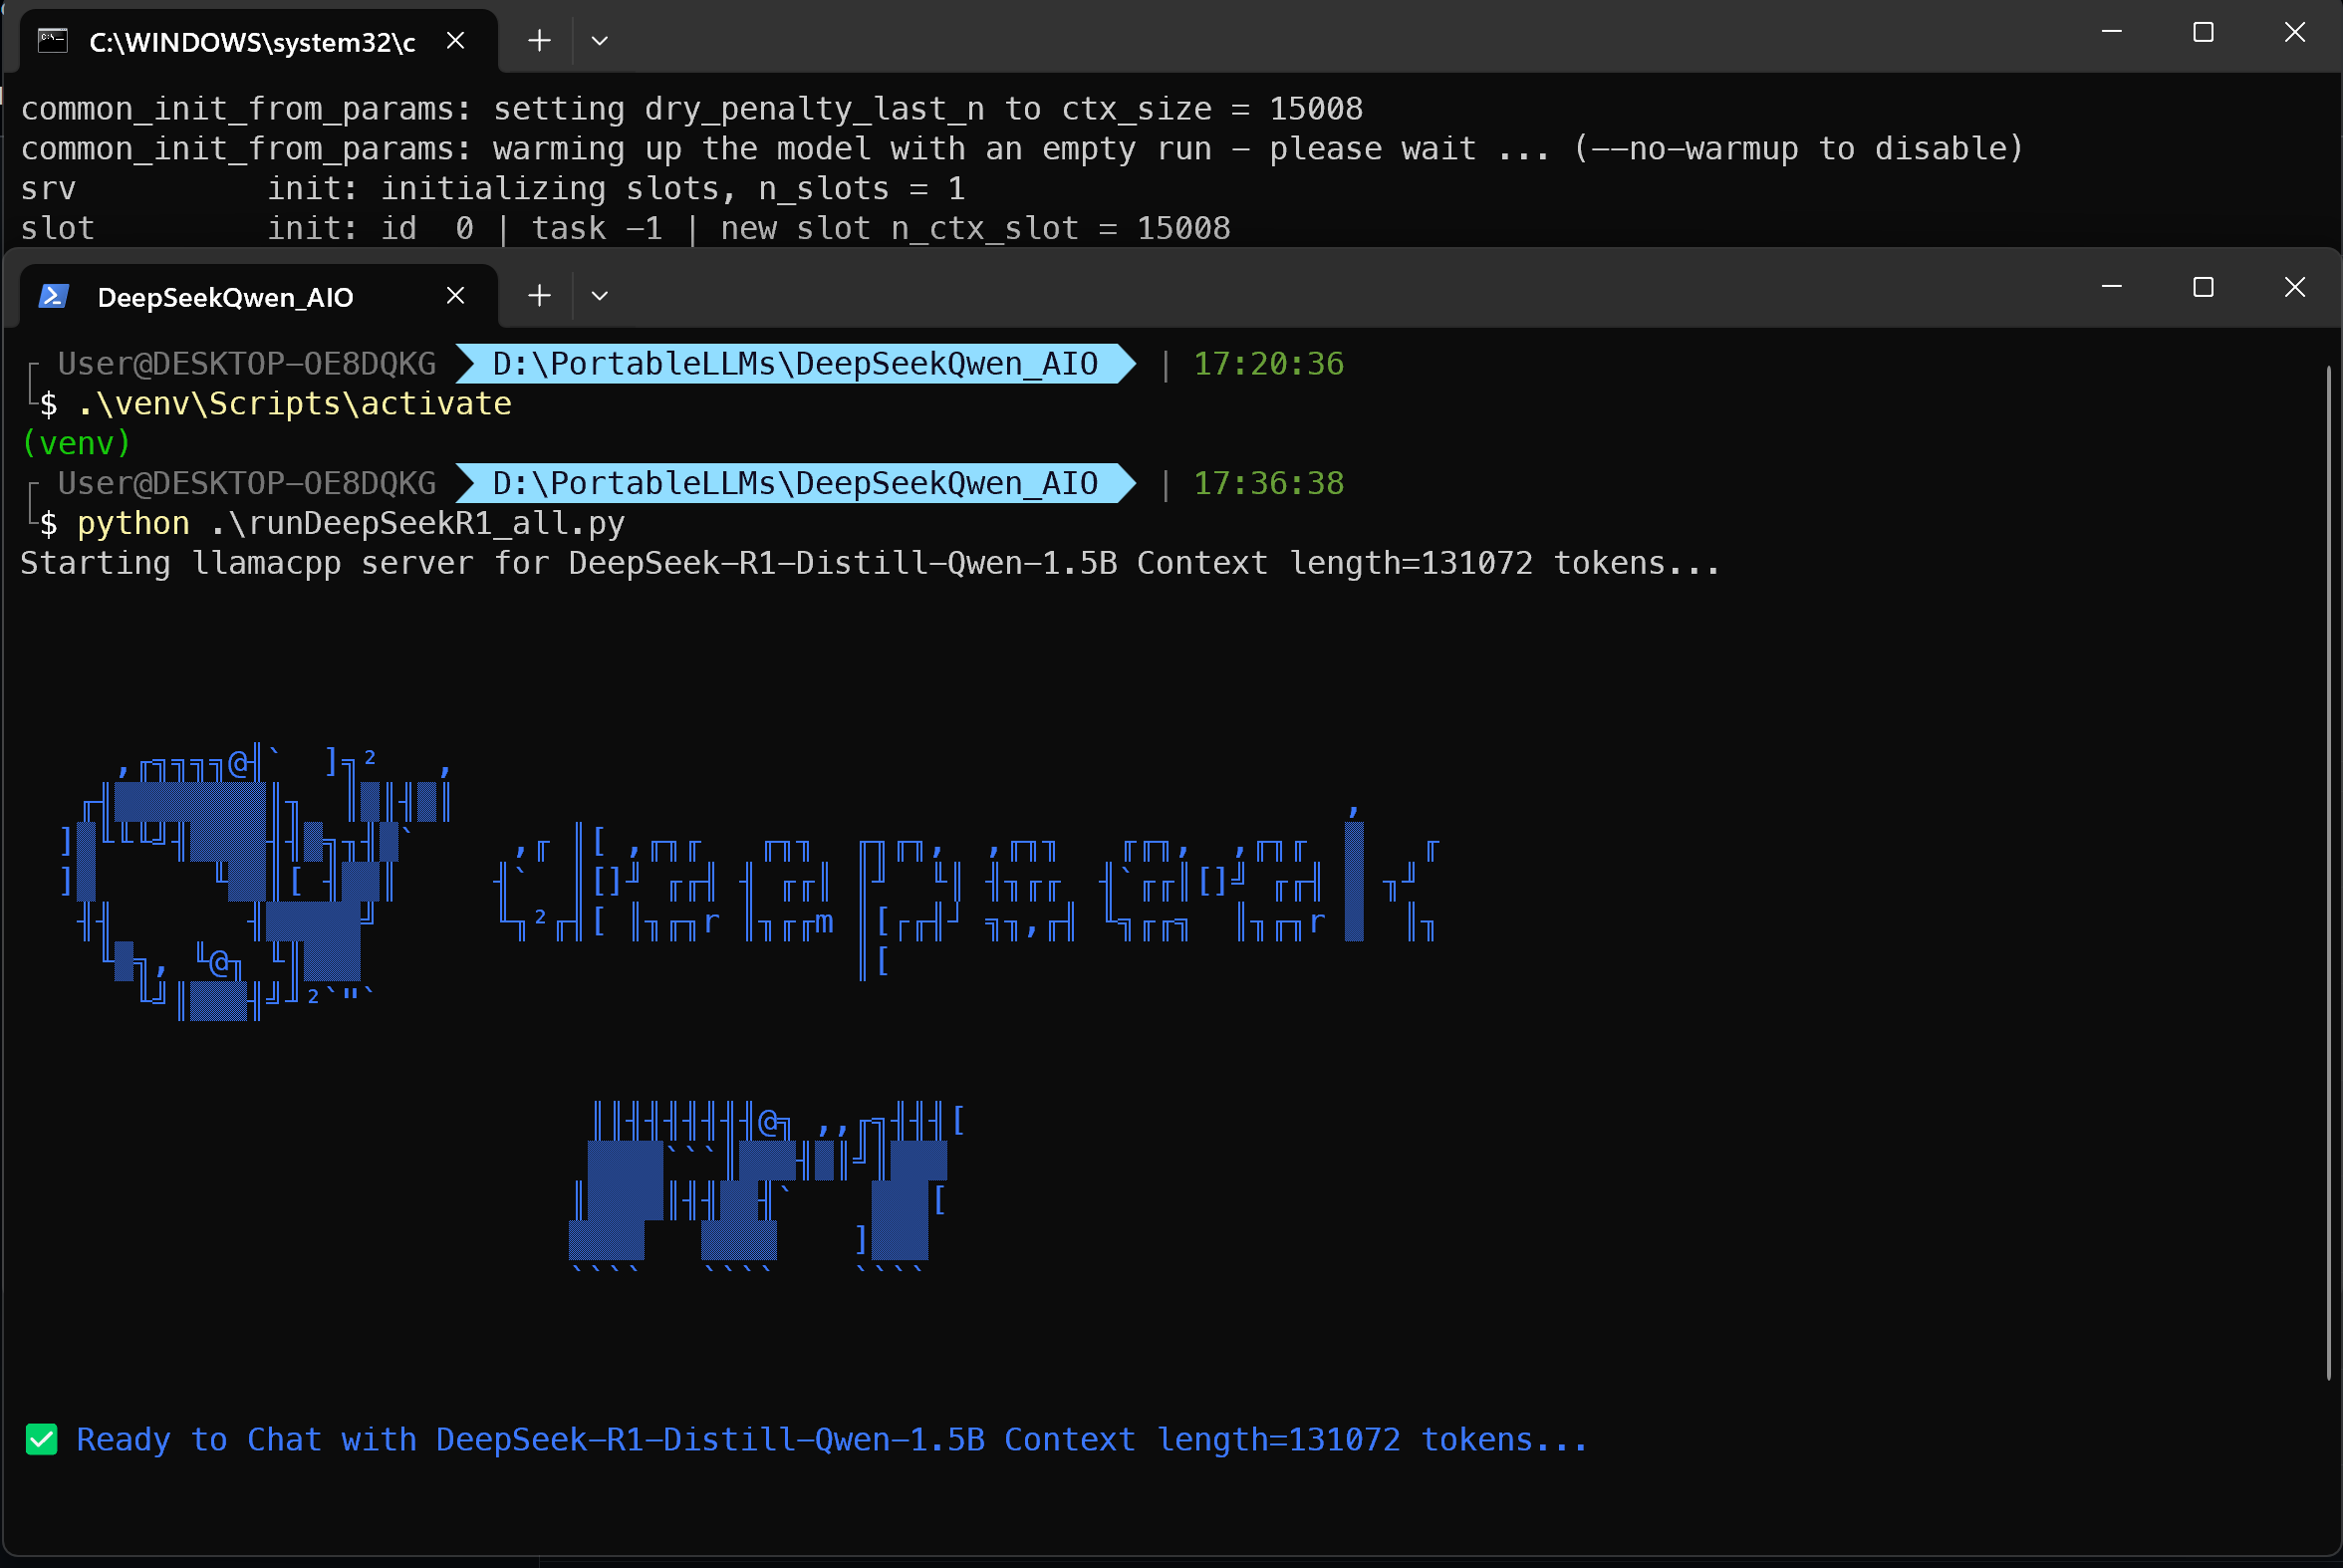 C:\WINDOWS\system32\c
common_init_from_params: setting dry_penalty_last_n to ctx_size = 15008
common_init_from_params: warming up the model with an empty run - please wait ... (--no-warmup to disable)
srv          init: initializing slots, n_slots = 1
slot         init: id  0 | task -1 | new slot n_ctx_slot = 15008
DeepSeekQwen_AIO
User@DESKTOP-OE8DQKG D:\PortableLLMs\DeepSeekQwen_AIO | 17:20:36
$ .\venv\Scripts\activate
(venv)
User@DESKTOP-OE8DQKG D:\PortableLLMs\DeepSeekQwen_AIO | 17:36:38
$ python .\runDeepSeekR1_all.py
Starting llamacpp server for DeepSeek-R1-Distill-Qwen-1.5B Context length=131072 tokens...
deepseek
R1
✅ Ready to Chat with DeepSeek-R1-Distill-Qwen-1.5B Context length=131072 tokens...